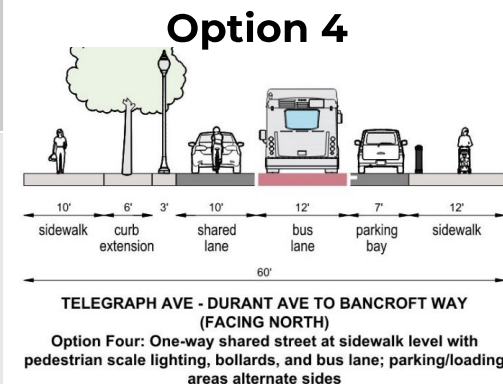 Option 4
10' 6' 3' 10' 12' 7' 12'
sidewalk curb extension shared lane bus lane parking bay sidewalk
60'
TELEGRAPH AVE - DURANT AVE TO BANCROFT WAY
(FACING NORTH)
Option Four: One-way shared street at sidewalk level with
pedestrian scale lighting, bollards, and bus lane; parking/loading
areas alternate sides